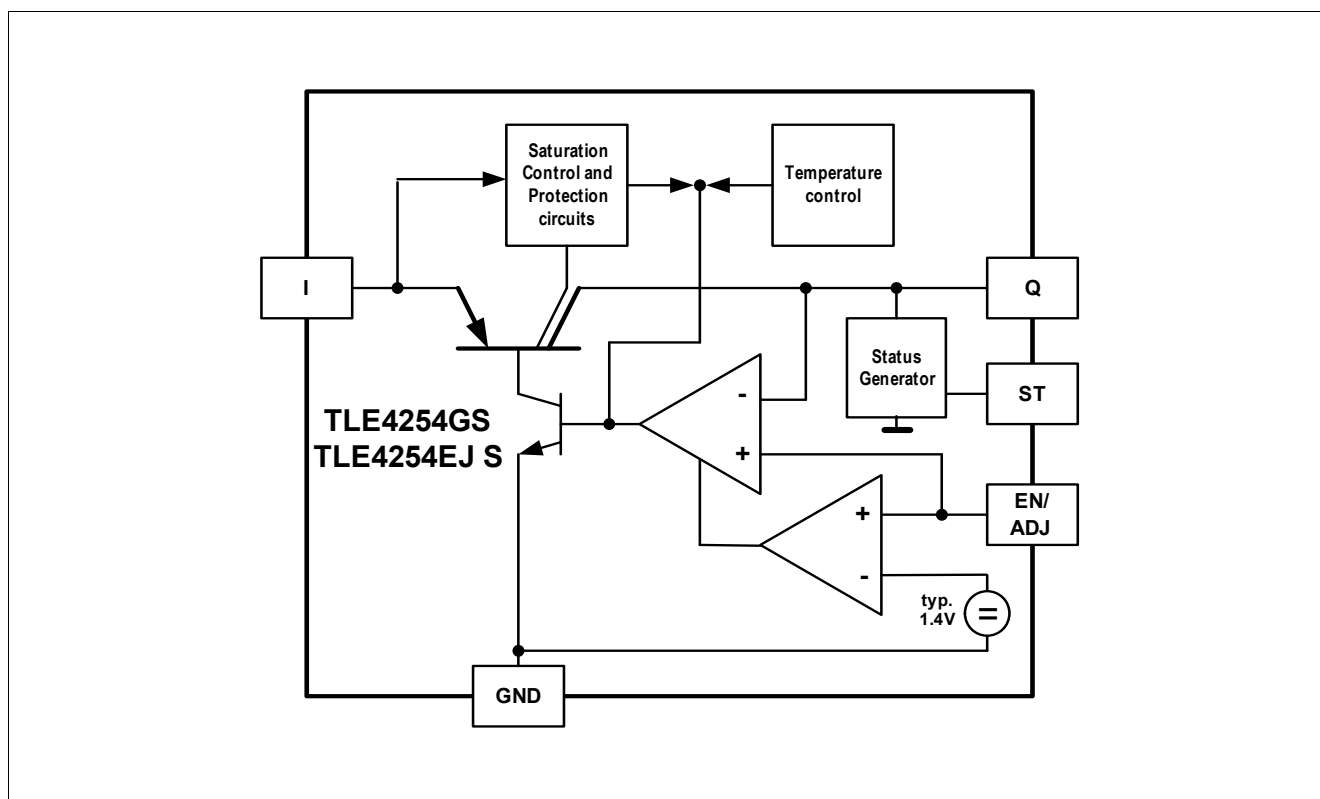 Saturation
Control and
Protection
circuits
Temperature
control
I
Q
Status
Generator
ST
TLE4254GS
TLE4254EJ S
-
+
EN/
ADJ
+
-
typ.
1.4V
=
GND